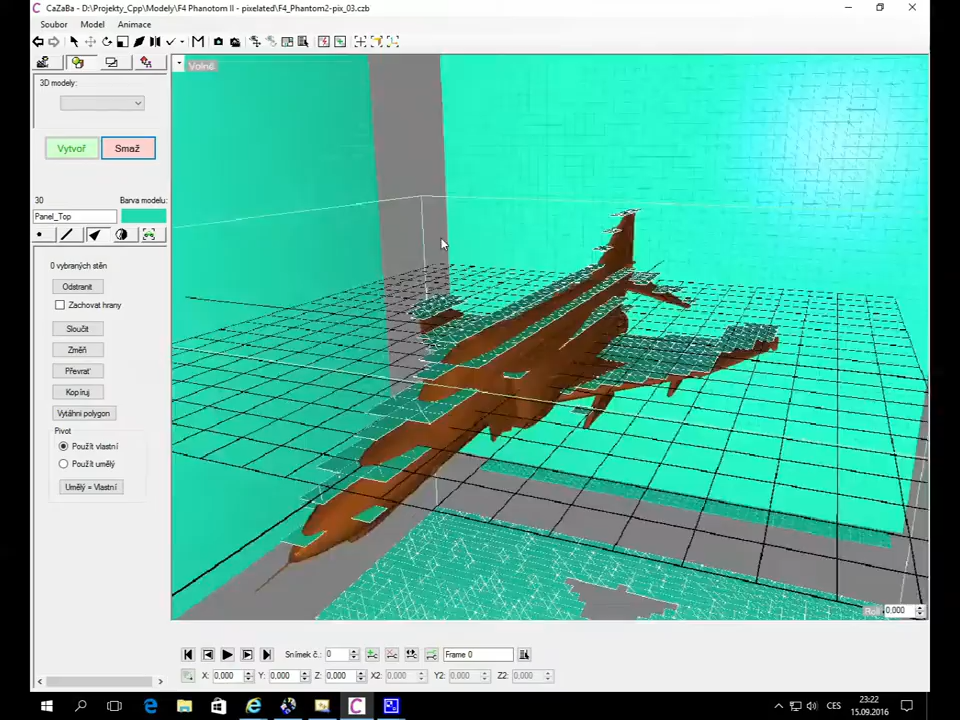 CaZaBa - D:\Projekty_Cpp\Modely\F4 Phanotom II - pixelated\F4_Phantom2-pix_03.czb
Soubor Model Animace
3D modely:
Volně
Vytvoř Smaž
30 Barva modelu:
Panel_Top
0 vybraných stěn
Odstranit
Zachovat hrany
Sloučit
Změň
Převrať
Kopíruj
Vytáhni polygon
Pivot
Použít vlastní
Použít umělý
Umělý = Vlastní
Roll 0,000
Snímek č.: 0 Frame 0
X: 0,000 Y: 0,000 Z: 0,000 X2: 0,000 Y2: 0,000 Z2: 0,000
CES 23:22
15.09.2016